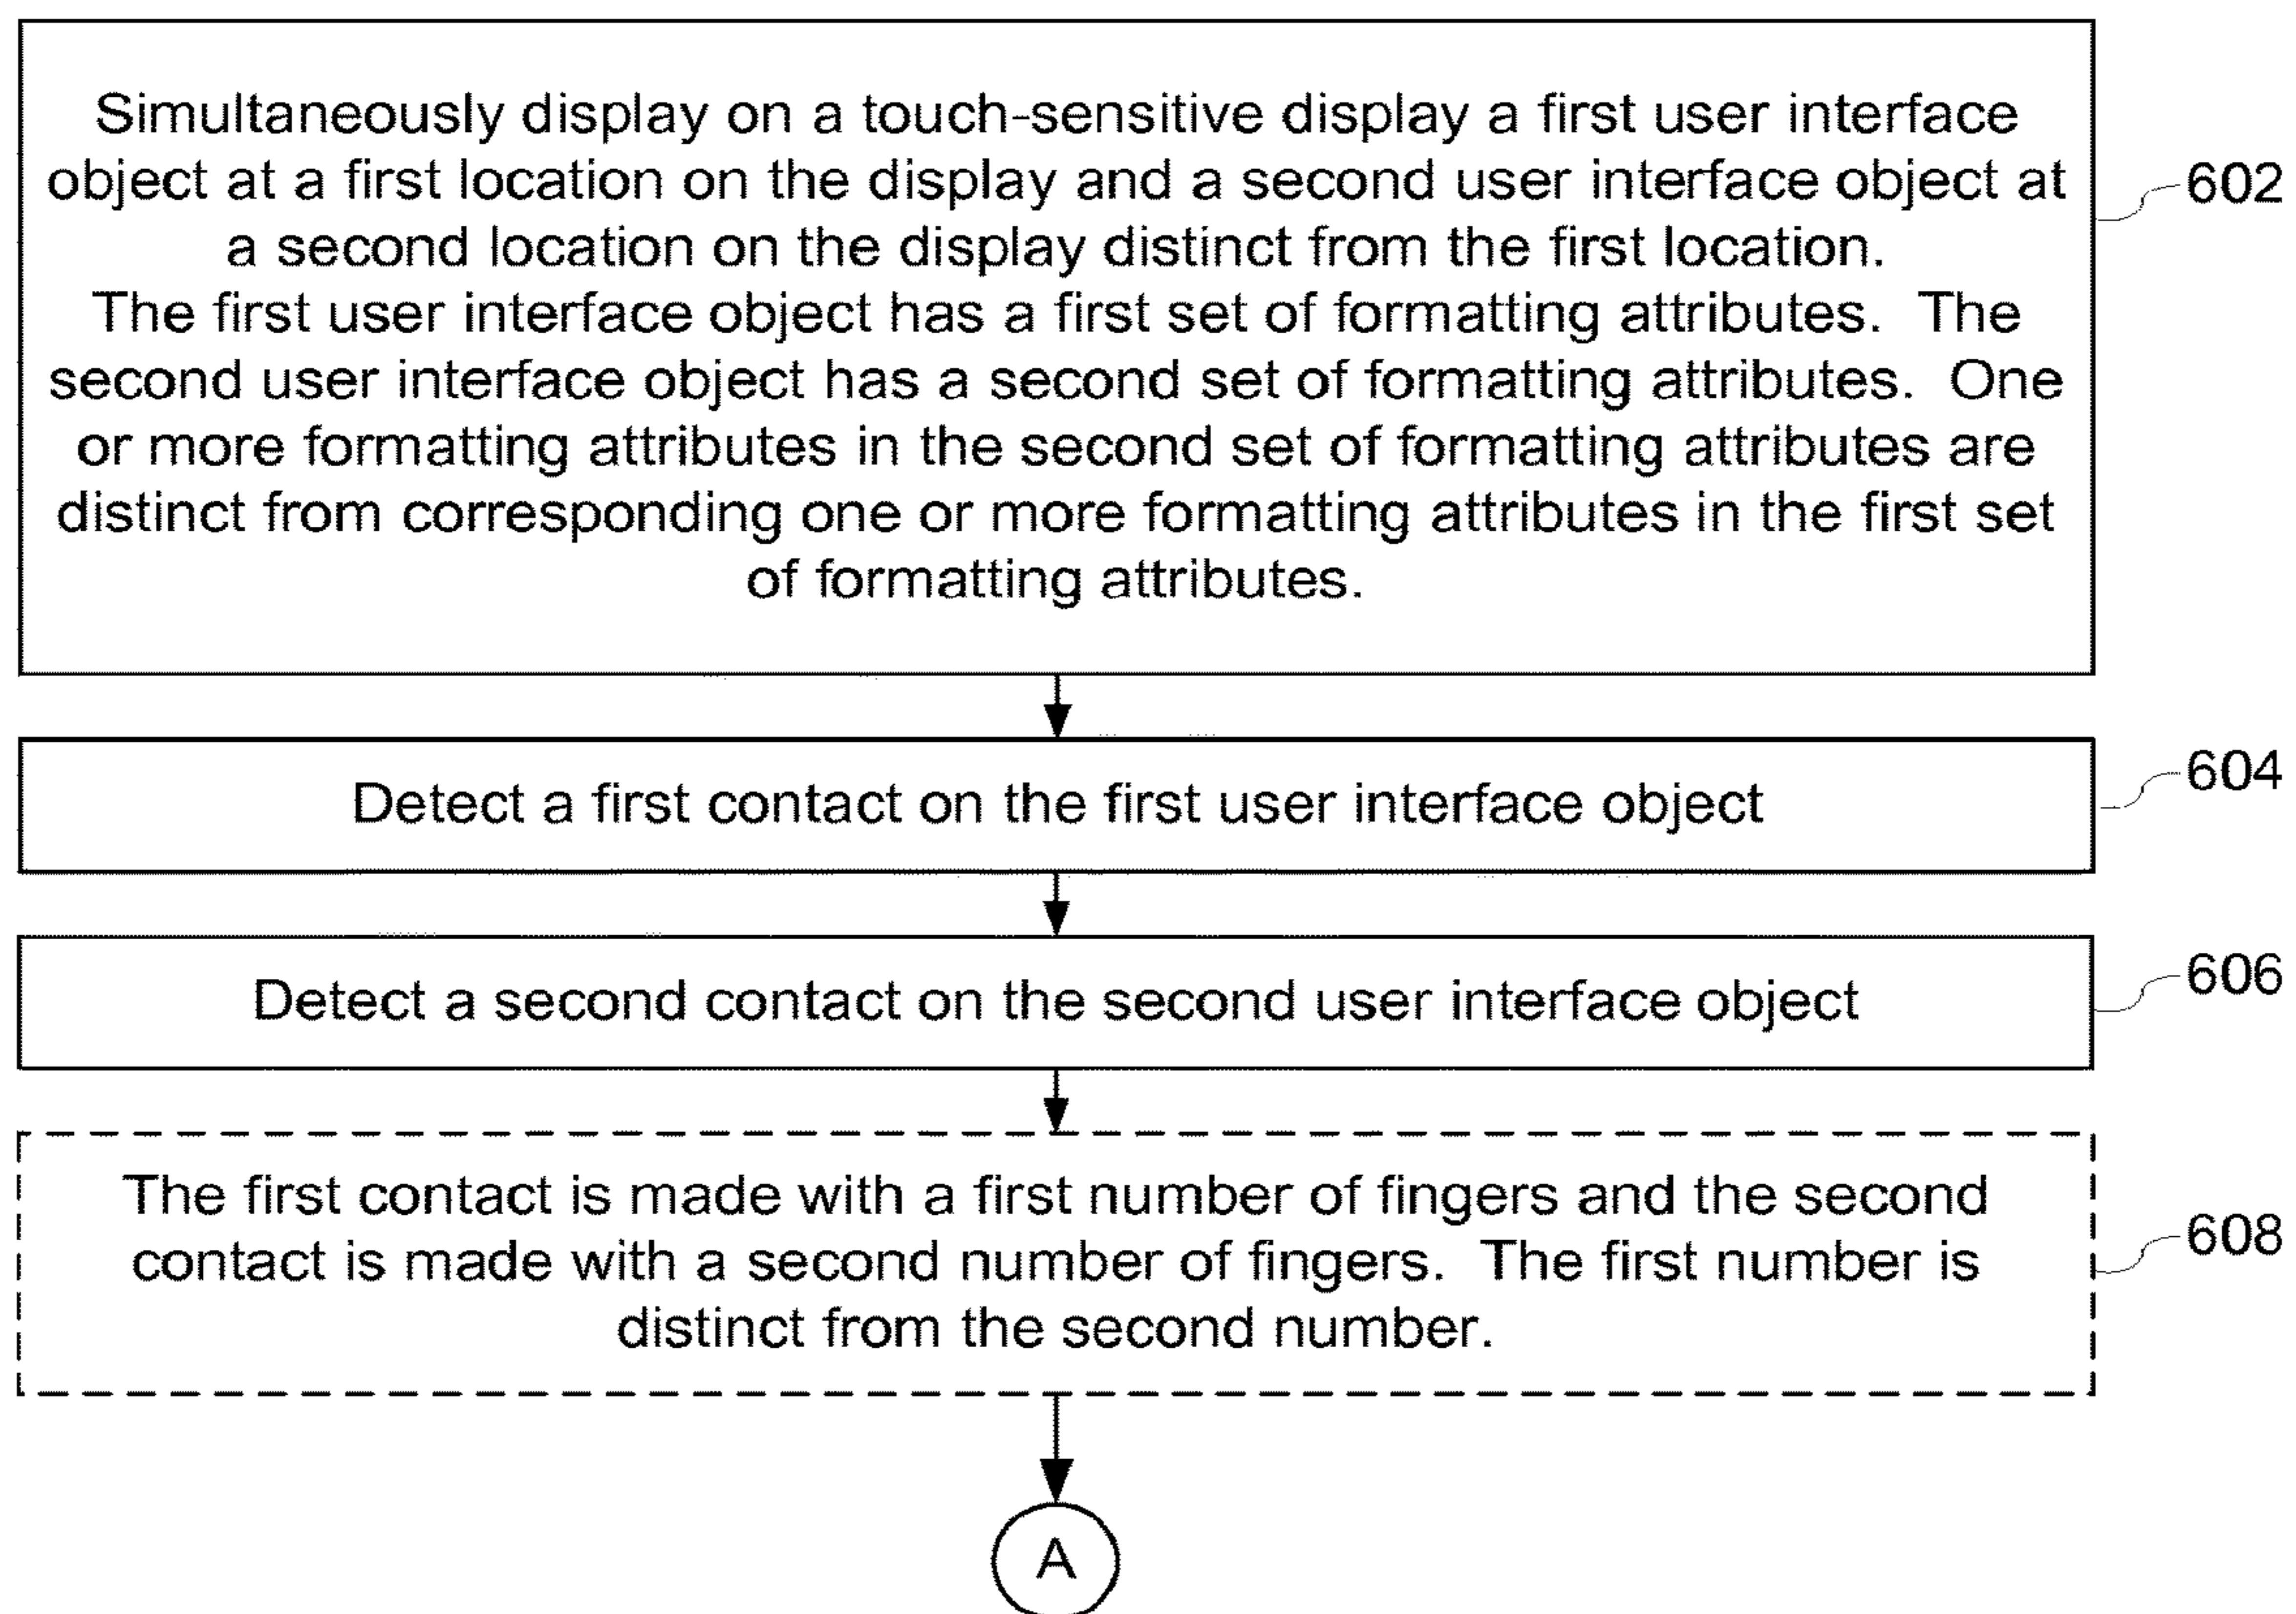 Simultaneously display on a touch-sensitive display a first user interface
object at a first location on the display and a second user interface object at
a second location on the display distinct from the first location.
The first user interface object has a first set of formatting attributes. The
second user interface object has a second set of formatting attributes. One
or more formatting attributes in the second set of formatting attributes are
distinct from corresponding one or more formatting attributes in the first set
of formatting attributes.
602
Detect a first contact on the first user interface object
604
Detect a second contact on the second user interface object
606
The first contact is made with a first number of fingers and the second
contact is made with a second number of fingers. The first number is
distinct from the second number.
608
A